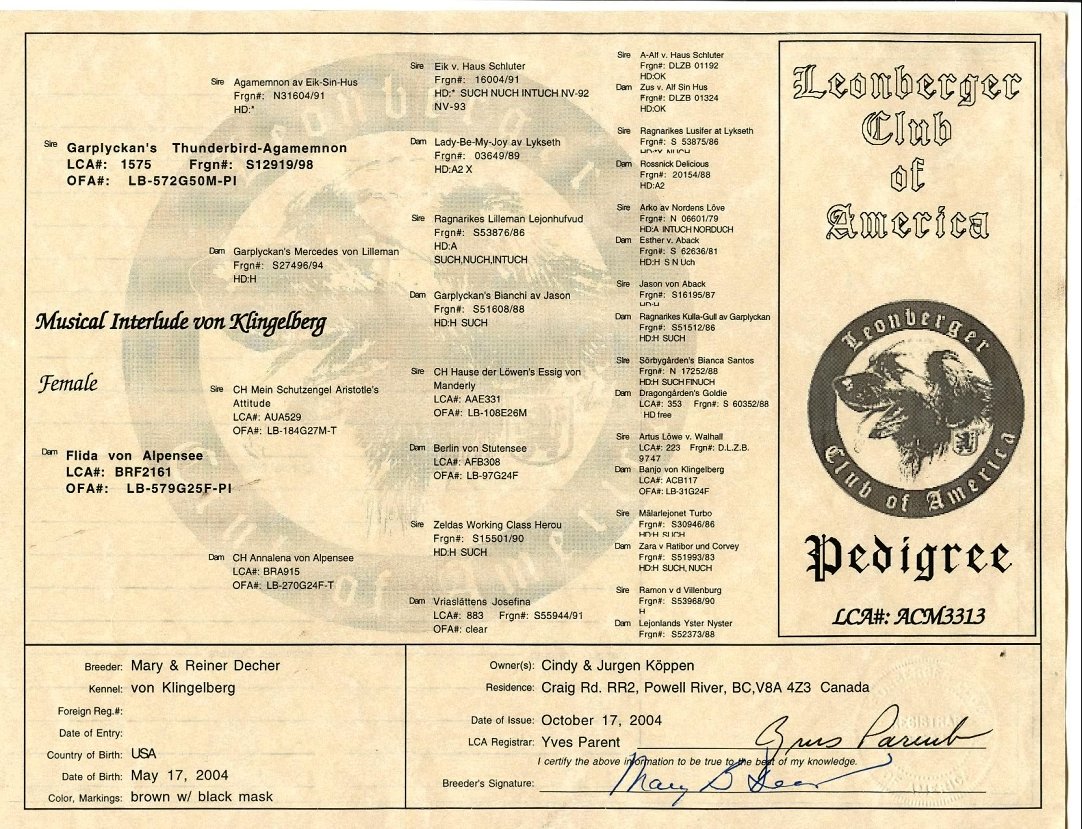 Sire Agamemnon av Eik-Sin-Hus
Frgn#: N31604/91
HD:*
Sire Garplyckan's Thunderbird-Agamemnon
LCA#: 1575 Frgn#: S12919/98
OFA#: LB-572G50M-PI
Dam Garplyckan's Mercedes von Lilleman
Frgn#: S27496/94
HD:H
Musical Interlude von Klingelberg
Female
Sire CH Mein Schutzengel Aristotle's
Attitude
LCA#: AUA529
OFA#: LB-184G27M-T
Dam Flida von Alpensee
LCA#: BRF2161
OFA#: LB-579G25F-PI
Dam CH Annalena von Alpensee
LCA#: BRA915
OFA#: LB-270G24F-T
Sire Eik v. Haus Schluter
Frgn#: 16004/91
HD:* SUCH NUCH INTUCH NV-92
NV-93
Dam Lady-Be-My-Joy av Lykseth
Frgn#: 03649/89
HD:A2 X
Sire Ragnarikes Lilleman Lejonhufvud
Frgn#: S53876/86
HD:A
SUCH,NUCH,INTUCH
Dam Garplyckan's Bianchi av Jason
Frgn#: S51608/88
HD:H SUCH
Sire CH Hause der Löwen's Essig von
Manderly
LCA#: AAE331
OFA#: LB-108E26M
Dam Berlin von Stutensee
LCA#: AFB308
OFA#: LB-97G24F
Sire Zeldas Working Class Herou
Frgn#: S15501/90
HD:H SUCH
Dam Vriaslättens Josefina
LCA#: 883 Frgn#: S55944/91
OFA#: clear
Sire A-Alf v. Haus Schluter
Frgn#: DLZB 01192
HD:OK
Dam Zus v. Alf Sin Hus
Frgn#: DLZB 01324
HD:OK
Sire Ragnarikes Lusifer at Lykseth
Frgn#: S 53875/86
Dam Rossnick Delicious
Frgn#: 20154/88
HD:A2
Sire Arko av Nordens Löve
Frgn#: N 06601/79
HD:A INTUCH NORDUCH
Dam Esther v. Aback
Frgn#: S 62636/81
HD:H S N Uch
Sire Jason von Aback
Frgn#: S16195/87
Dam Ragnarikes Kulla-Gull av Garplyckan
Frgn#: S51512/86
HD:H SUCH
Sire Sörbygården's Bianca Santos
Frgn#: N 17252/88
HD:H SUCH FINUCH
Dam Dragongården's Goldie
LCA#: 353 Frgn#: S 60352/88
HD free
Sire Artus Löwe v. Walhall
LCA#: 223 Frgn#: D.L.Z.B.
9747
Dam Banjo von Klingelberg
LCA#: ACB117
OFA#: LB-31G24F
Sire Mälarlejonet Turbo
Frgn#: S30946/86
HD:H SUCH
Dam Zara v Ratibor und Corvey
Frgn#: S51993/83
HD:H SUCH, NUCH
Sire Ramon v d Villenburg
Frgn#: S53968/90
H
Dam Lejonlands Yster Nyster
Frgn#: S52373/88
Leonberger
Club
of
America
Leonberger
Club of America
Pedigree
LCA#: ACM3313
Breeder: Mary & Reiner Decher
Kennel: von Klingelberg
Foreign Reg.#:
Date of Entry:
Country of Birth: USA
Date of Birth: May 17, 2004
Color, Markings: brown w/ black mask
Owner(s): Cindy & Jurgen Köppen
Residence: Craig Rd. RR2, Powell River, BC,V8A 4Z3 Canada
Date of Issue: October 17, 2004
LCA Registrar: Yves Parent
I certify the above information to be true to the best of my knowledge.
Breeder's Signature: